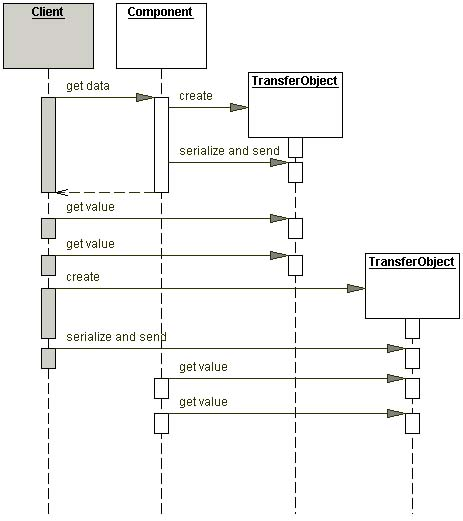 Client
Component
TransferObject
get data
create
serialize and send
get value
get value
TransferObject
create
serialize and send
get value
get value